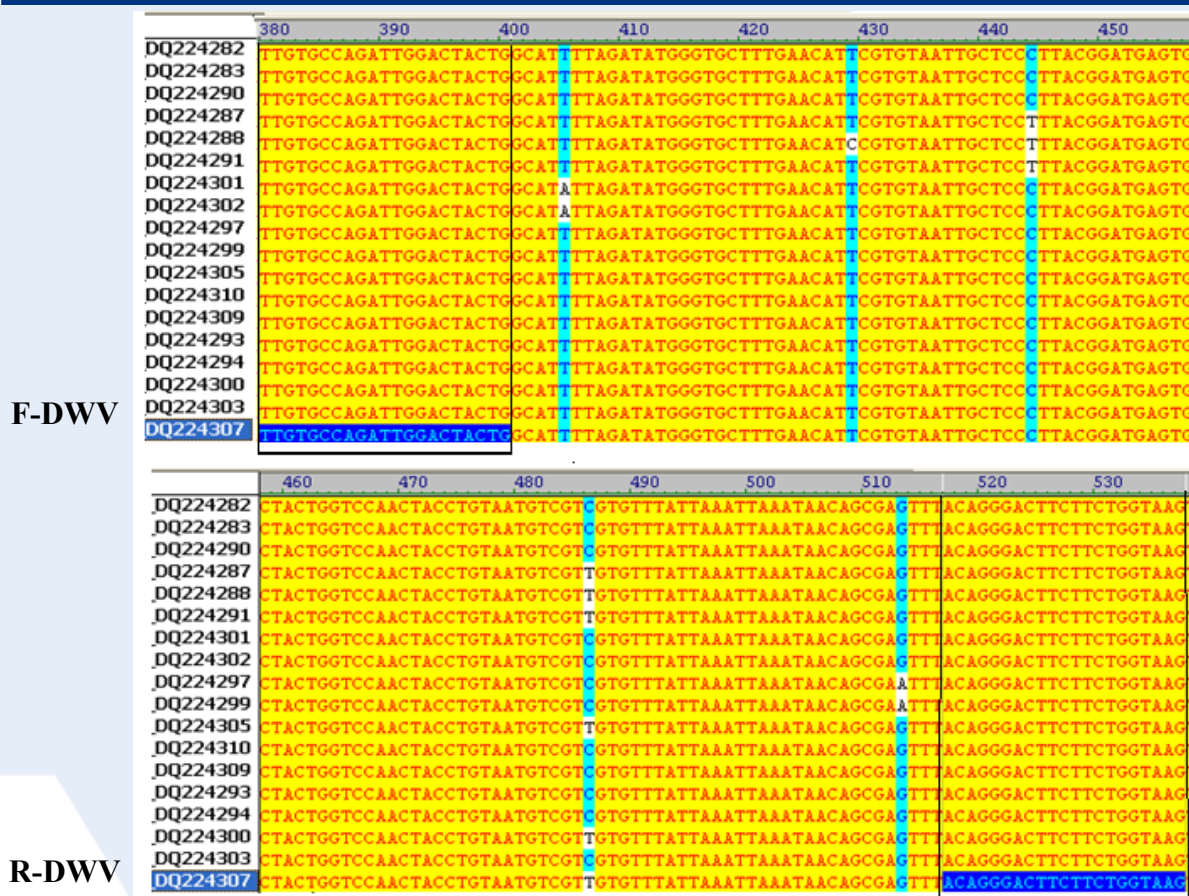 380 390 400 410 420 430 440 450
DQ224282 TTGTGCCAGATTGGACTACTGGCATTTTAGATATGGGTGCTTTGAACATTCGTGTAATTGCTCCCTTACGGATGAGTG
DQ224283 TTGTGCCAGATTGGACTACTGGCATTTTAGATATGGGTGCTTTGAACATTCGTGTAATTGCTCCCTTACGGATGAGTG
DQ224290 TTGTGCCAGATTGGACTACTGGCATTTTAGATATGGGTGCTTTGAACATTCGTGTAATTGCTCCCTTACGGATGAGTG
DQ224287 TTGTGCCAGATTGGACTACTGGCATTTTAGATATGGGTGCTTTGAACATTCGTGTAATTGCTCCTTTACGGATGAGTG
DQ224288 TTGTGCCAGATTGGACTACTGGCATTTTAGATATGGGTGCTTTGAACATCCGTGTAATTGCTCCTTTACGGATGAGTG
DQ224291 TTGTGCCAGATTGGACTACTGGCATTTTAGATATGGGTGCTTTGAACATTCGTGTAATTGCTCCTTTACGGATGAGTG
DQ224301 TTGTGCCAGATTGGACTACTGGCATATTAGATATGGGTGCTTTGAACATTCGTGTAATTGCTCCCTTACGGATGAGTG
DQ224302 TTGTGCCAGATTGGACTACTGGCATATTAGATATGGGTGCTTTGAACATTCGTGTAATTGCTCCCTTACGGATGAGTG
DQ224297 TTGTGCCAGATTGGACTACTGGCATTTTAGATATGGGTGCTTTGAACATTCGTGTAATTGCTCCCTTACGGATGAGTG
DQ224299 TTGTGCCAGATTGGACTACTGGCATTTTAGATATGGGTGCTTTGAACATTCGTGTAATTGCTCCCTTACGGATGAGTG
DQ224305 TTGTGCCAGATTGGACTACTGGCATTTTAGATATGGGTGCTTTGAACATTCGTGTAATTGCTCCCTTACGGATGAGTG
DQ224310 TTGTGCCAGATTGGACTACTGGCATTTTAGATATGGGTGCTTTGAACATTCGTGTAATTGCTCCCTTACGGATGAGTG
DQ224309 TTGTGCCAGATTGGACTACTGGCATTTTAGATATGGGTGCTTTGAACATTCGTGTAATTGCTCCCTTACGGATGAGTG
DQ224293 TTGTGCCAGATTGGACTACTGGCATTTTAGATATGGGTGCTTTGAACATTCGTGTAATTGCTCCCTTACGGATGAGTG
DQ224294 TTGTGCCAGATTGGACTACTGGCATTTTAGATATGGGTGCTTTGAACATTCGTGTAATTGCTCCCTTACGGATGAGTG
DQ224300 TTGTGCCAGATTGGACTACTGGCATTTTAGATATGGGTGCTTTGAACATTCGTGTAATTGCTCCCTTACGGATGAGTG
DQ224303 TTGTGCCAGATTGGACTACTGGCATTTTAGATATGGGTGCTTTGAACATTCGTGTAATTGCTCCCTTACGGATGAGTG
F-DWV
DQ224307 TTGTGCCAGATTGGACTACTGGCATTTTAGATATGGGTGCTTTGAACATTCGTGTAATTGCTCCCTTACGGATGAGTG
460 470 480 490 500 510 520 530
DQ224282 CTACTGGTCCAACTACCTGTAATGTCGTCGTGTTTATTAAATTAAATAACAGCGAGTTTACAGGGACTTCTTCTGGTAAG
DQ224283 CTACTGGTCCAACTACCTGTAATGTCGTCGTGTTTATTAAATTAAATAACAGCGAGTTTACAGGGACTTCTTCTGGTAAG
DQ224290 CTACTGGTCCAACTACCTGTAATGTCGTCGTGTTTATTAAATTAAATAACAGCGAGTTTACAGGGACTTCTTCTGGTAAG
DQ224287 CTACTGGTCCAACTACCTGTAATGTCGTTGTGTTTATTAAATTAAATAACAGCGAGTTTACAGGGACTTCTTCTGGTAAG
DQ224288 CTACTGGTCCAACTACCTGTAATGTCGTTGTGTTTATTAAATTAAATAACAGCGAGTTTACAGGGACTTCTTCTGGTAAG
DQ224291 CTACTGGTCCAACTACCTGTAATGTCGTTGTGTTTATTAAATTAAATAACAGCGAGTTTACAGGGACTTCTTCTGGTAAG
DQ224301 CTACTGGTCCAACTACCTGTAATGTCGTCGTGTTTATTAAATTAAATAACAGCGAGTTTACAGGGACTTCTTCTGGTAAG
DQ224302 CTACTGGTCCAACTACCTGTAATGTCGTCGTGTTTATTAAATTAAATAACAGCGAGTTTACAGGGACTTCTTCTGGTAAG
DQ224297 CTACTGGTCCAACTACCTGTAATGTCGTCGTGTTTATTAAATTAAATAACAGCGAATTTACAGGGACTTCTTCTGGTAAG
DQ224299 CTACTGGTCCAACTACCTGTAATGTCGTCGTGTTTATTAAATTAAATAACAGCGAATTTACAGGGACTTCTTCTGGTAAG
DQ224305 CTACTGGTCCAACTACCTGTAATGTCGTTGTGTTTATTAAATTAAATAACAGCGAGTTTACAGGGACTTCTTCTGGTAAG
DQ224310 CTACTGGTCCAACTACCTGTAATGTCGTCGTGTTTATTAAATTAAATAACAGCGAGTTTACAGGGACTTCTTCTGGTAAG
DQ224309 CTACTGGTCCAACTACCTGTAATGTCGTCGTGTTTATTAAATTAAATAACAGCGAGTTTACAGGGACTTCTTCTGGTAAG
DQ224293 CTACTGGTCCAACTACCTGTAATGTCGTCGTGTTTATTAAATTAAATAACAGCGAGTTTACAGGGACTTCTTCTGGTAAG
DQ224294 CTACTGGTCCAACTACCTGTAATGTCGTCGTGTTTATTAAATTAAATAACAGCGAGTTTACAGGGACTTCTTCTGGTAAG
DQ224300 CTACTGGTCCAACTACCTGTAATGTCGTTGTGTTTATTAAATTAAATAACAGCGAGTTTACAGGGACTTCTTCTGGTAAG
DQ224303 CTACTGGTCCAACTACCTGTAATGTCGTCGTGTTTATTAAATTAAATAACAGCGAGTTTACAGGGACTTCTTCTGGTAAG
R-DWV
DQ224307 CTACTGGTCCAACTACCTGTAATGTCGTTGTGTTTATTAAATTAAATAACAGCGAGTTTACAGGGACTTCTTCTGGTAAG